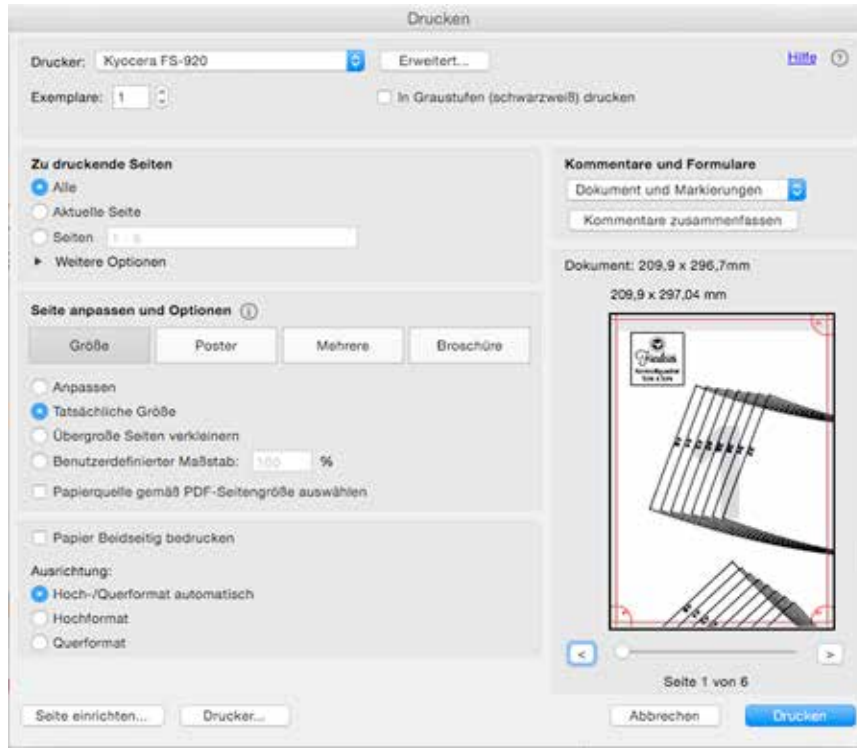 Drucken
Drucker: Kyocera FS-920 Erweitert... Hilfe ?
Exemplare: 1 In Graustufen (schwarzweiß) drucken
Zu druckende Seiten
Alle
Aktuelle Seite
Seiten 1 - 6
Weitere Optionen
Seite anpassen und Optionen
Größe Poster Mehrere Broschüre
Anpassen
Tatsächliche Größe
Übergroße Seiten verkleinern
Benutzerdefinierter Maßstab: 100 %
Papierquelle gemäß PDF-Seitengröße auswählen
Papier Beidseitig bedrucken
Ausrichtung:
Hoch-/Querformat automatisch
Hochformat
Querformat
Kommentare und Formulare
Dokument und Markierungen
Kommentare zusammenfassen
Dokument: 209,9 x 296,7mm
209,9 x 297,04 mm
< >
Seite 1 von 6
Seite einrichten... Drucker... Abbrechen Drucken